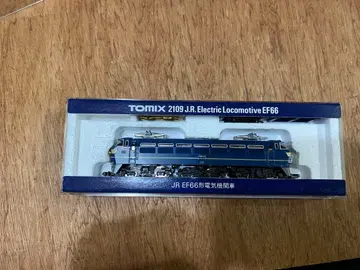 TOMIX 2109 J.R. Electric Locomotive EF66
JR EF66形電気機関車